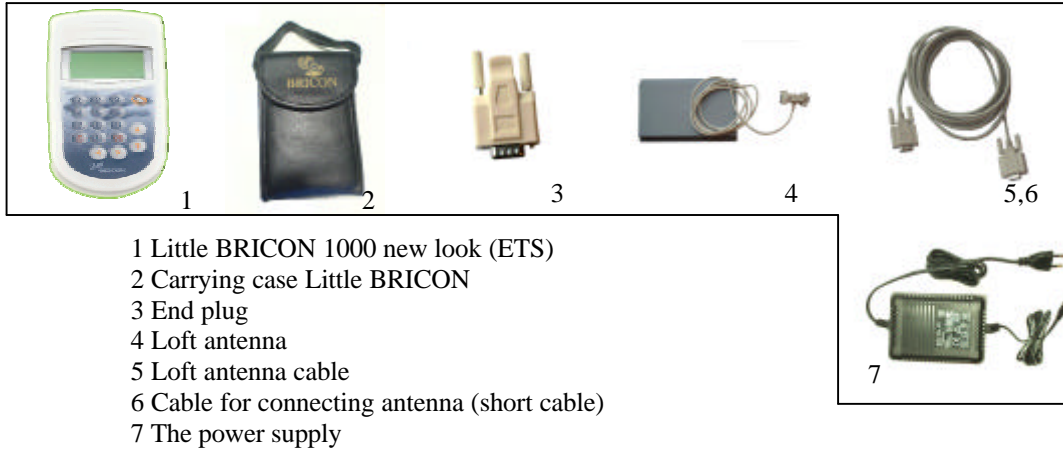 BRICON
1 2 3 4 5,6
1 Little BRICON 1000 new look (ETS)
2 Carrying case Little BRICON
3 End plug
4 Loft antenna
5 Loft antenna cable
6 Cable for connecting antenna (short cable)
7 The power supply
7